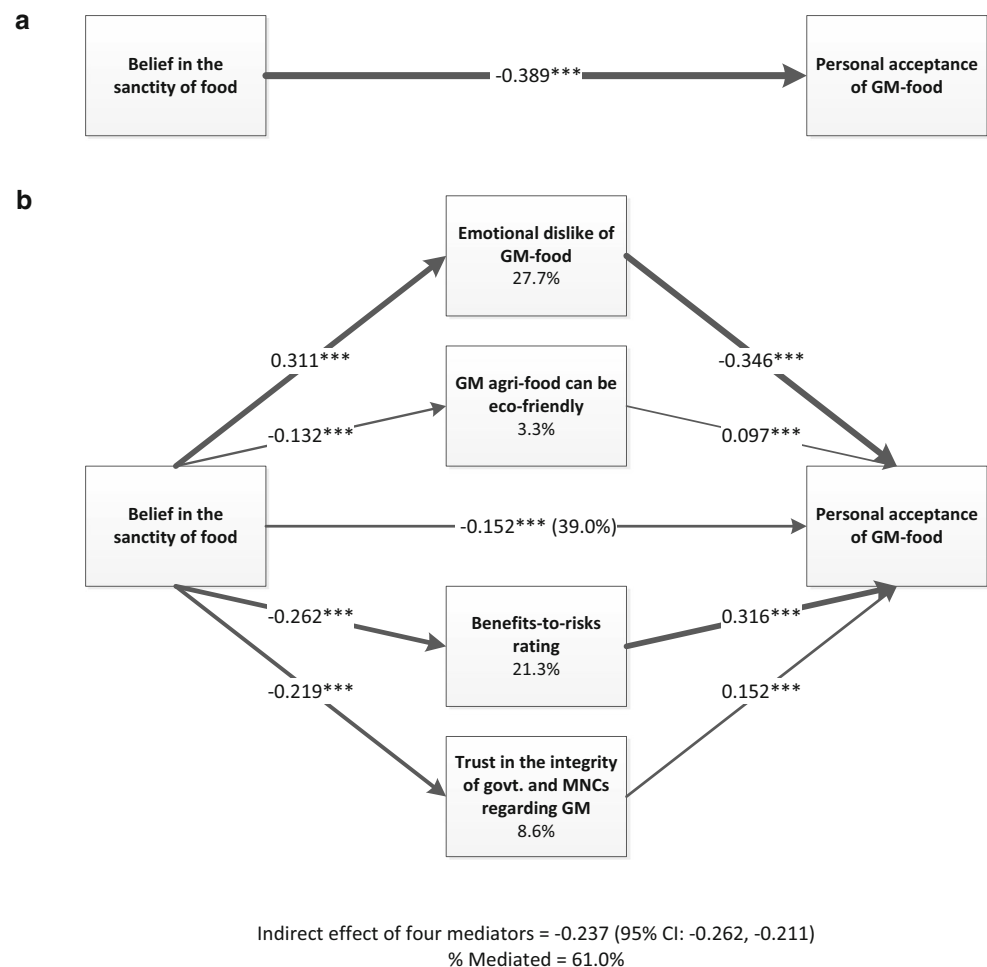 a
Belief in the
sanctity of food
-0.389***
Personal acceptance
of GM-food
b
Emotional dislike of
GM-food
27.7%
0.311***
-0.346***
GM agri-food can be
eco-friendly
3.3%
-0.132***
0.097***
Belief in the
sanctity of food
-0.152*** (39.0%)
Personal acceptance
of GM-food
-0.262***
Benefits-to-risks
rating
21.3%
0.316***
-0.219***
0.152***
Trust in the integrity
of govt. and MNCs
regarding GM
8.6%
Indirect effect of four mediators = -0.237 (95% CI: -0.262, -0.211)
% Mediated = 61.0%